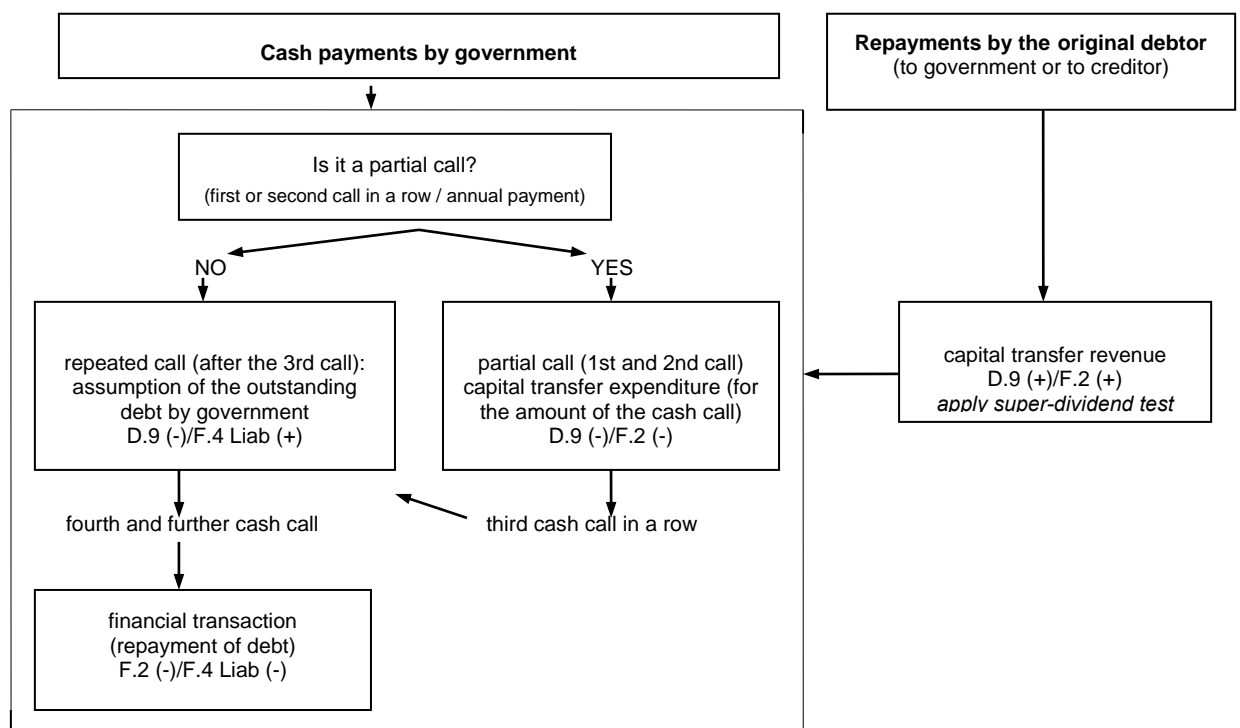 Cash payments by government
Repayments by the original debtor
(to government or to creditor)
Is it a partial call?
(first or second call in a row / annual payment)
NO
YES
repeated call (after the 3rd call):
assumption of the outstanding
debt by government
D.9 (-)/F.4 Liab (+)
partial call (1st and 2nd call)
capital transfer expenditure (for
the amount of the cash call)
D.9 (-)/F.2 (-)
capital transfer revenue
D.9 (+)/F.2 (+)
apply super-dividend test
fourth and further cash call
third cash call in a row
financial transaction
(repayment of debt)
F.2 (-)/F.4 Liab (-)